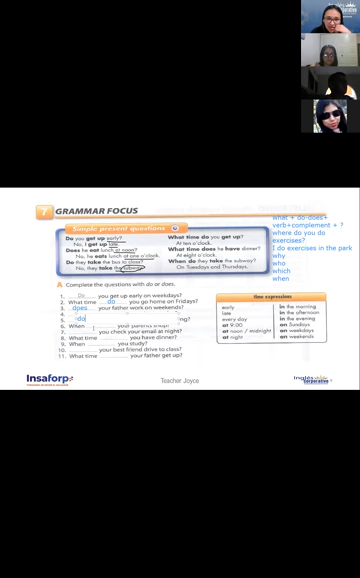 7 GRAMMAR FOCUS
Simple present questions
Do you get up early?
No, I get up late.
Does he eat lunch at noon?
No, he eats lunch at one o'clock.
Do they take the bus to class?
No, they take the subway.
What time do you get up?
At ten o'clock.
What time does he have dinner?
At eight o'clock.
When do they take the subway?
On Tuesdays and Thursdays.
what + do-does+
verb+complement + ?
where do you do
exercises?
I do exercises in the park
why
who
which
when
A Complete the questions with do or does.
1. Do you get up early on weekdays?
2. What time do you go home on Fridays?
3. does your father work on weekends?
4.
5. do ing?
6. When your parents shop?
7. you check your email at night?
8. What time you have dinner?
9. When you study?
10. your best friend drive to class?
11. What time your father get up?
time expressions
early
late
every day
at 9:00
at noon / midnight
at night
in the morning
in the afternoon
in the evening
on Sundays
on weekdays
on weekends
Insaforp
Teacher Joyce
Inglés
Corporativo